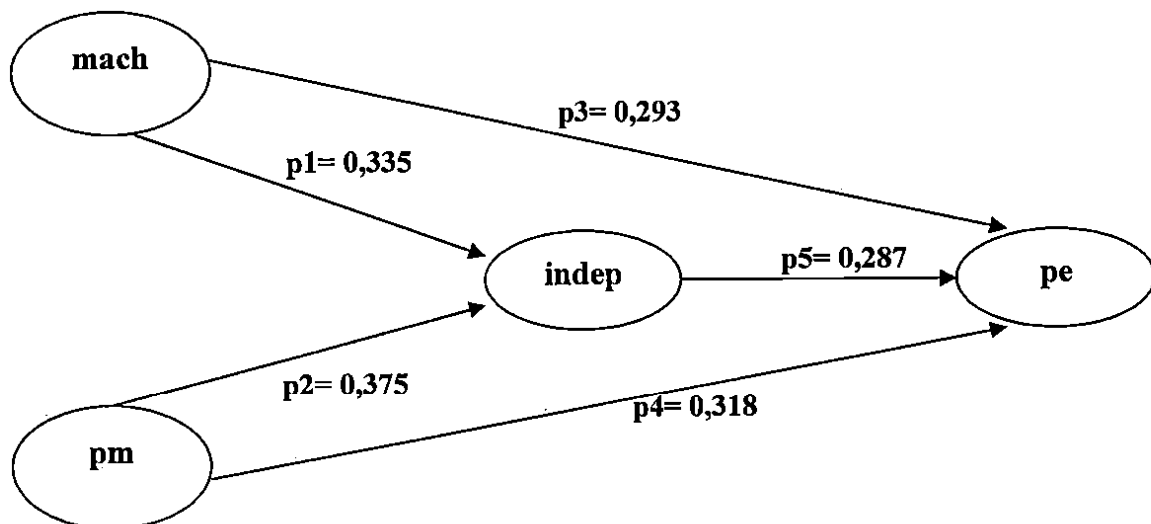 mach
p3= 0,293
p1= 0,335
indep
p5= 0,287
pe
p2= 0,375
p4= 0,318
pm